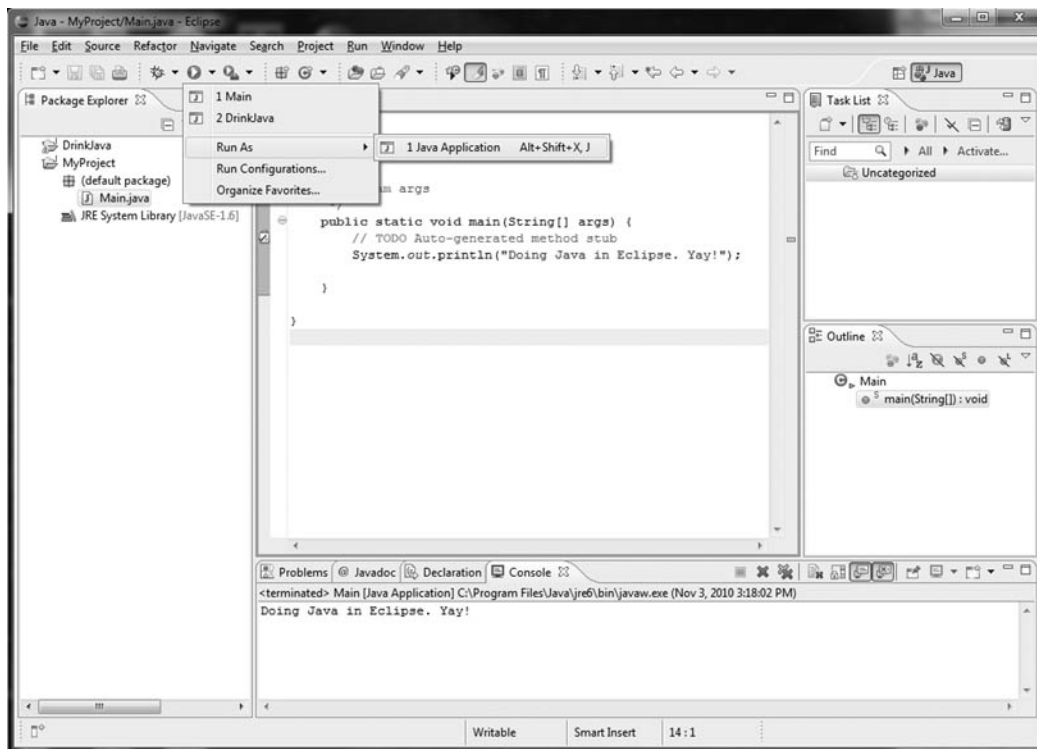 Java - MyProject/Main.java - Eclipse
File Edit Source Refactor Navigate Search Project Run Window Help
Java
Package Explorer
1 Main
2 DrinkJava
Run As
1 Java Application Alt+Shift+X, J
Run Configurations...
Organize Favorites...
DrinkJava
MyProject
(default package)
Main.java
JRE System Library [JavaSE-1.6]
args
public static void main(String[] args) {
// TODO Auto-generated method stub
System.out.println("Doing Java in Eclipse. Yay!");
}
}
Task List
Find All Activate...
Uncategorized
Outline
Main
main(String[]) : void
Problems @ Javadoc Declaration Console
<terminated> Main [Java Application] C:\Program Files\Java\jre6\bin\javaw.exe (Nov 3, 2010 3:18:02 PM)
Doing Java in Eclipse. Yay!
Writable Smart Insert 14 : 1